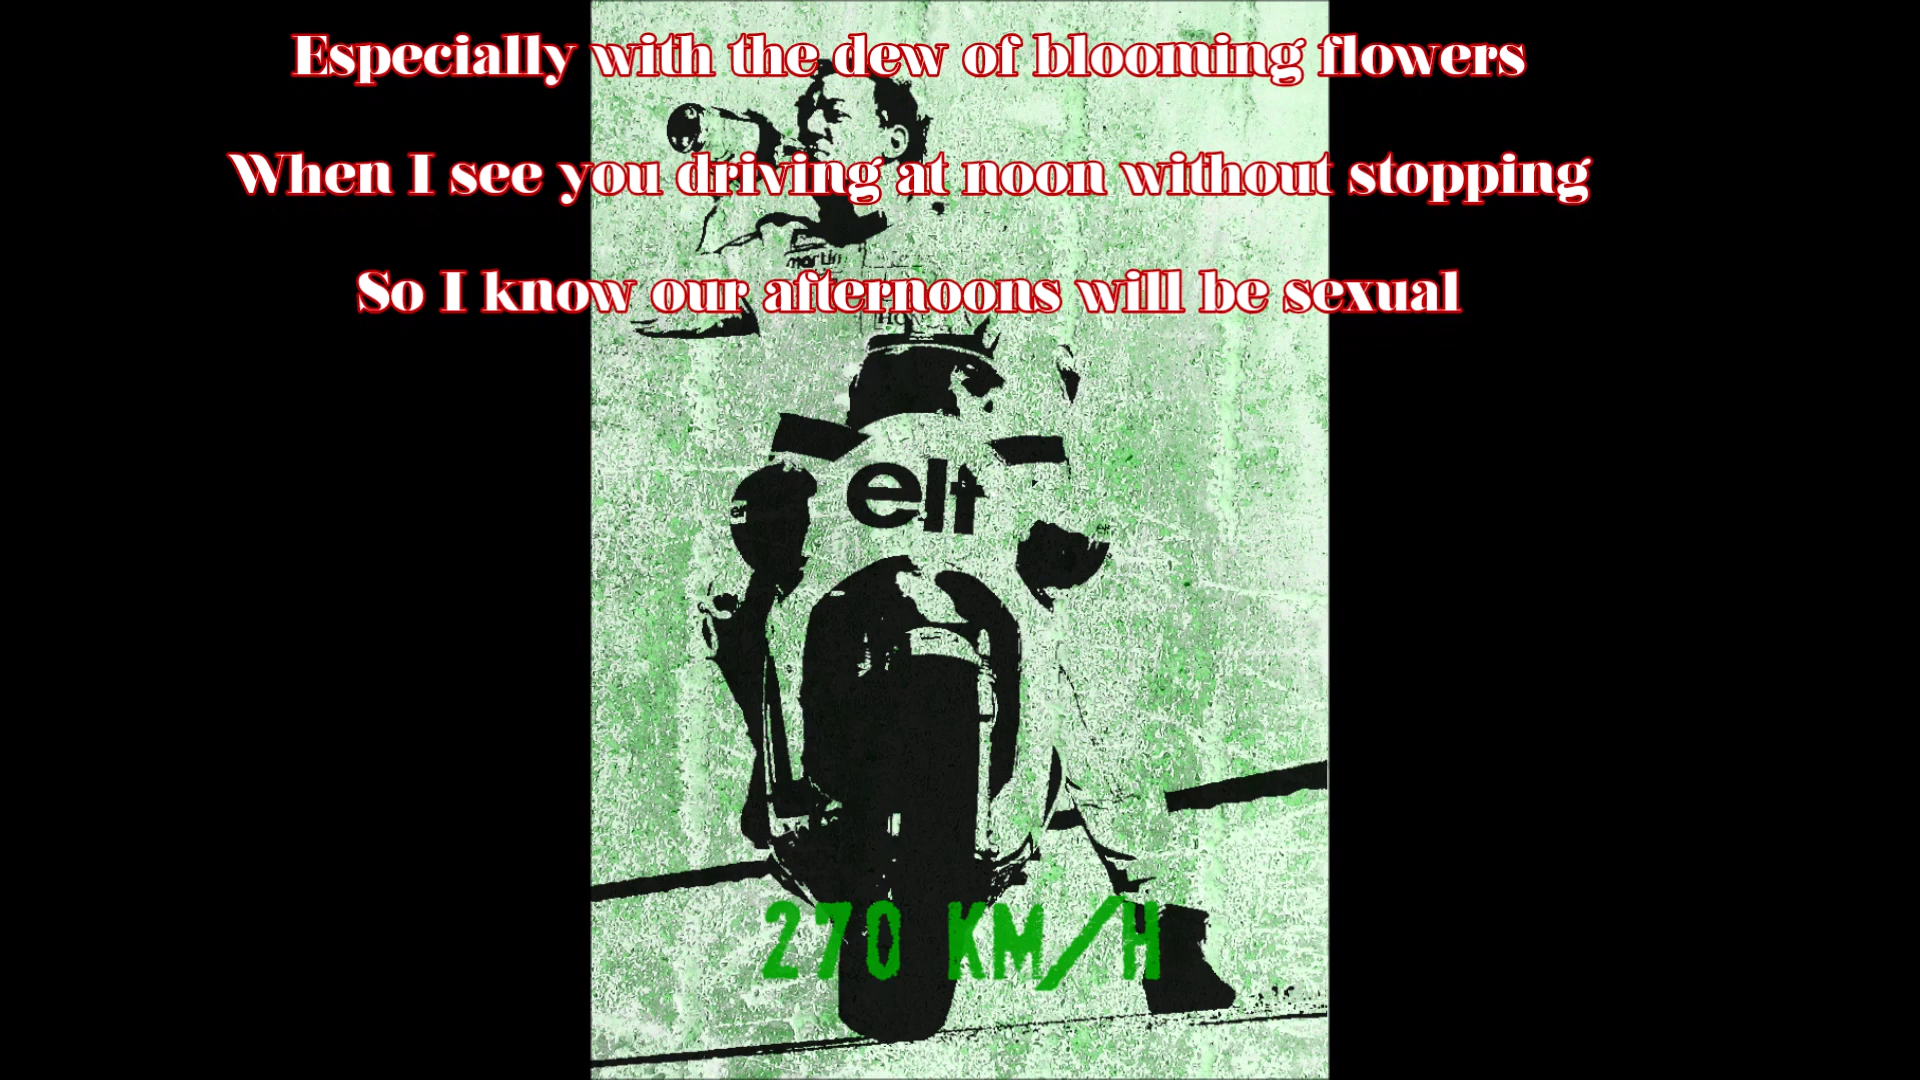 Especially with the dew of blooming flowers
When I see you driving at noon without stopping
So I know our afternoons will be sexual
martin
elf
270 KM/H